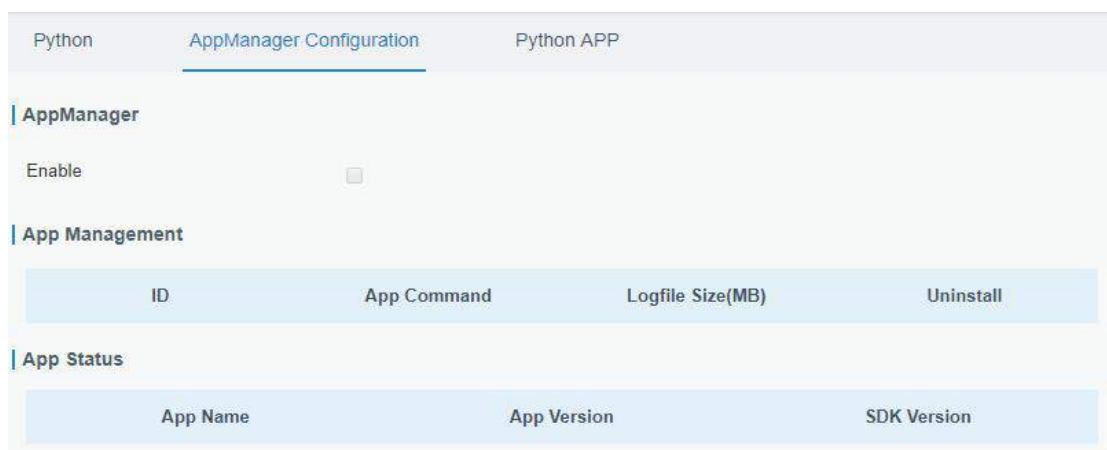 Python AppManager Configuration Python APP
AppManager
Enable
App Management
ID App Command Logfile Size(MB) Uninstall
App Status
App Name App Version SDK Version